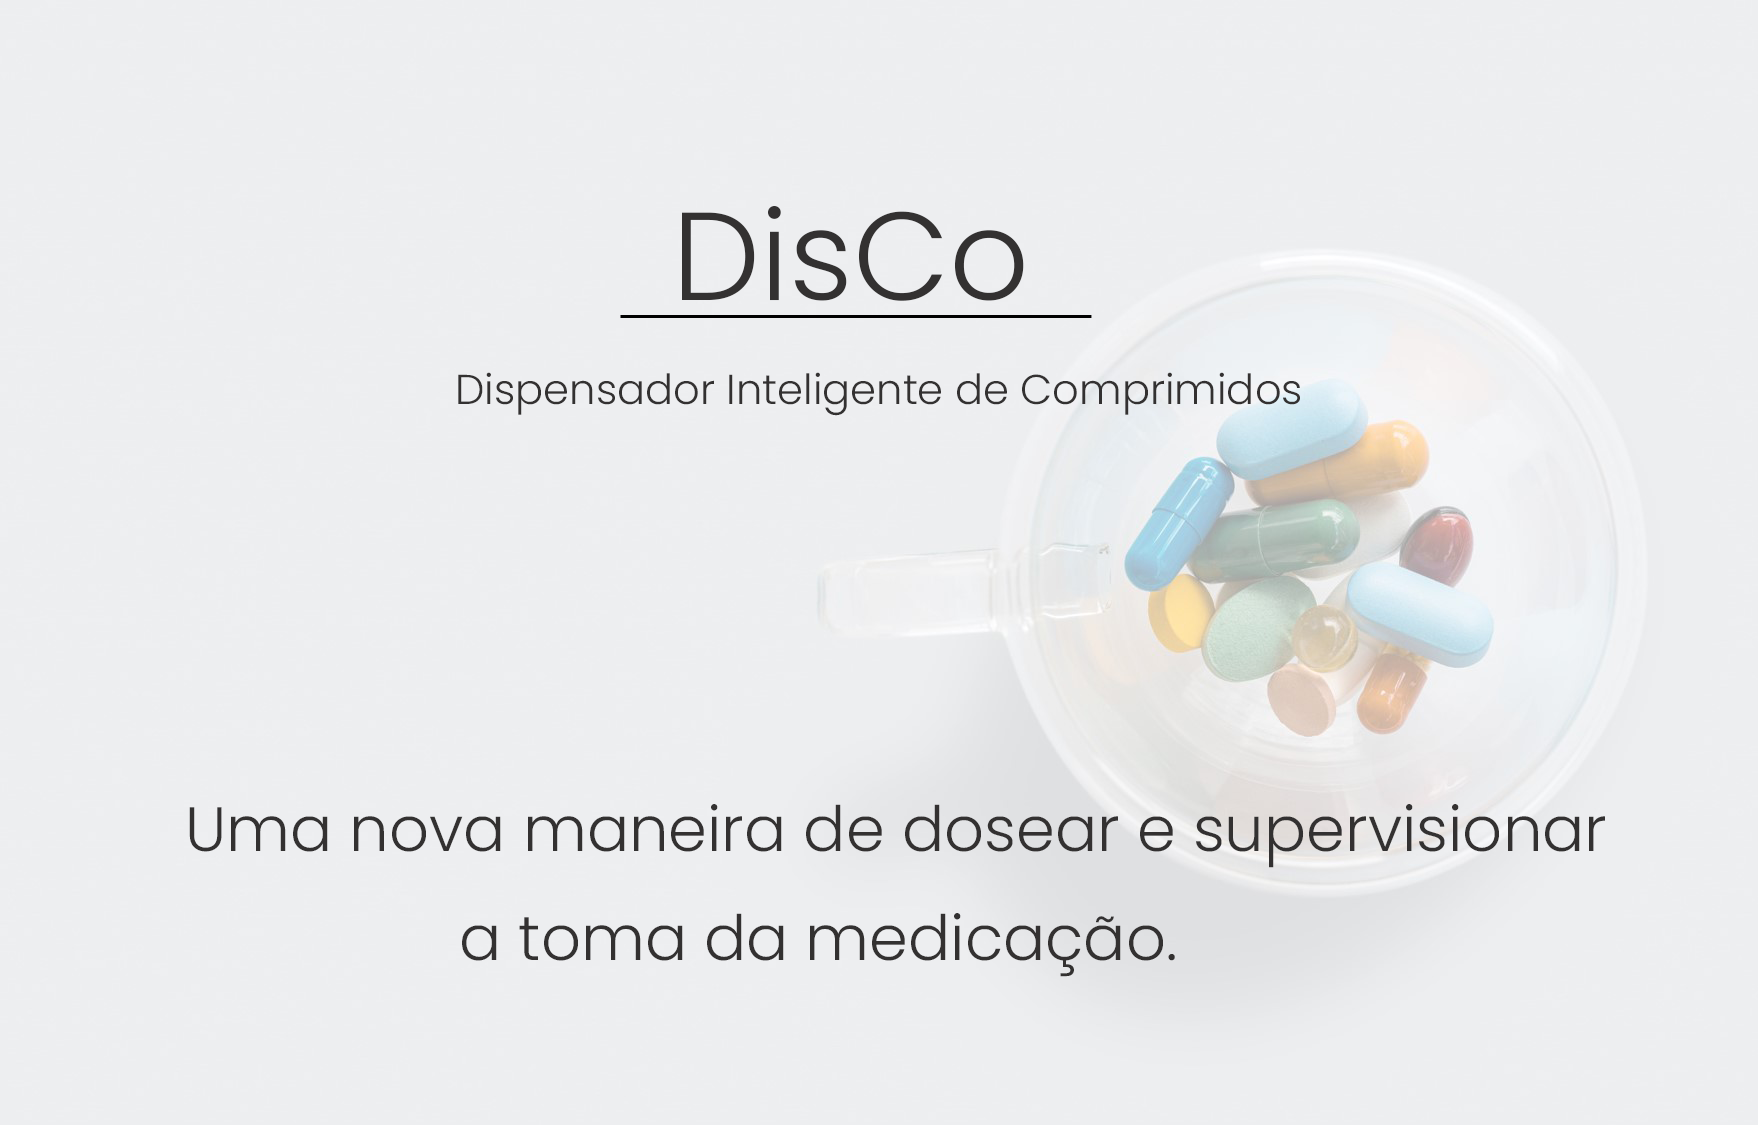 DisCo
Dispensador Inteligente de Comprimidos
Uma nova maneira de dosear e supervisionar
a toma da medicação.